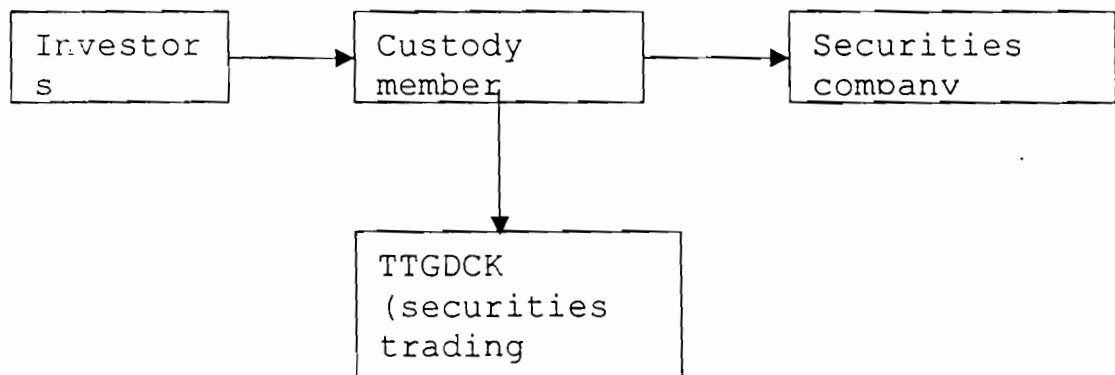 Investor
s
Custody
member
Securities
company
TTGDCK
(securities
trading